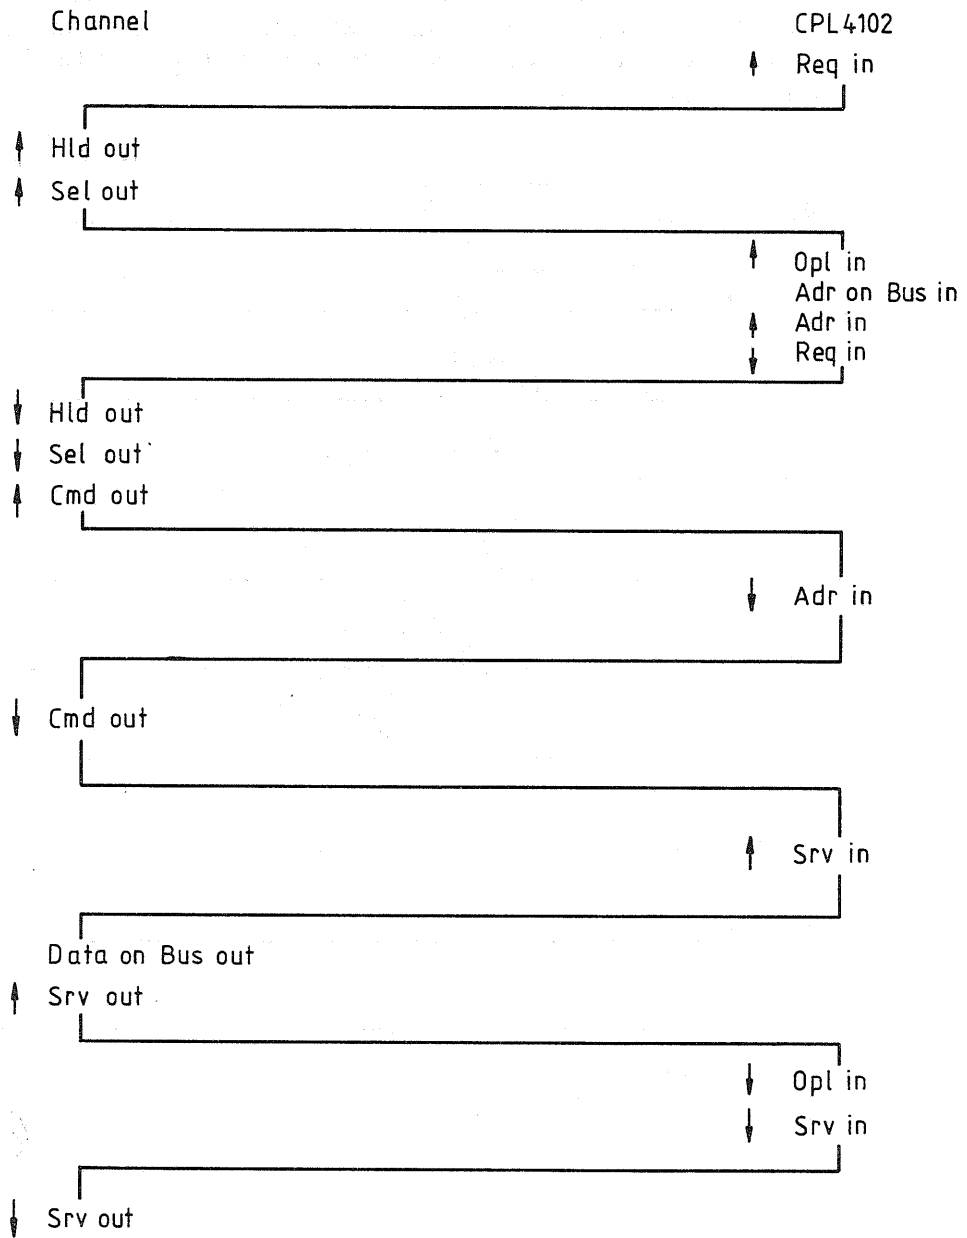 Channel CPL4102
↑ Req in
↑ Hld out
↑ Sel out
↑ Opl in
Adr on Bus in
↑ Adr in
↓ Req in
↓ Hld out
↓ Sel out
↑ Cmd out
↓ Adr in
↓ Cmd out
↑ Srv in
Data on Bus out
↑ Srv out
↓ Opl in
↓ Srv in
↓ Srv out